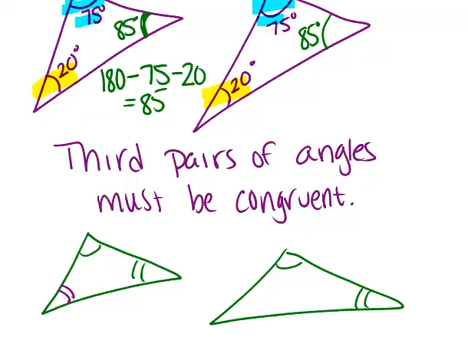 75° 75°
85° 85°
20° 20°
180-75-20
=85
Third pairs of angles
must be congruent.